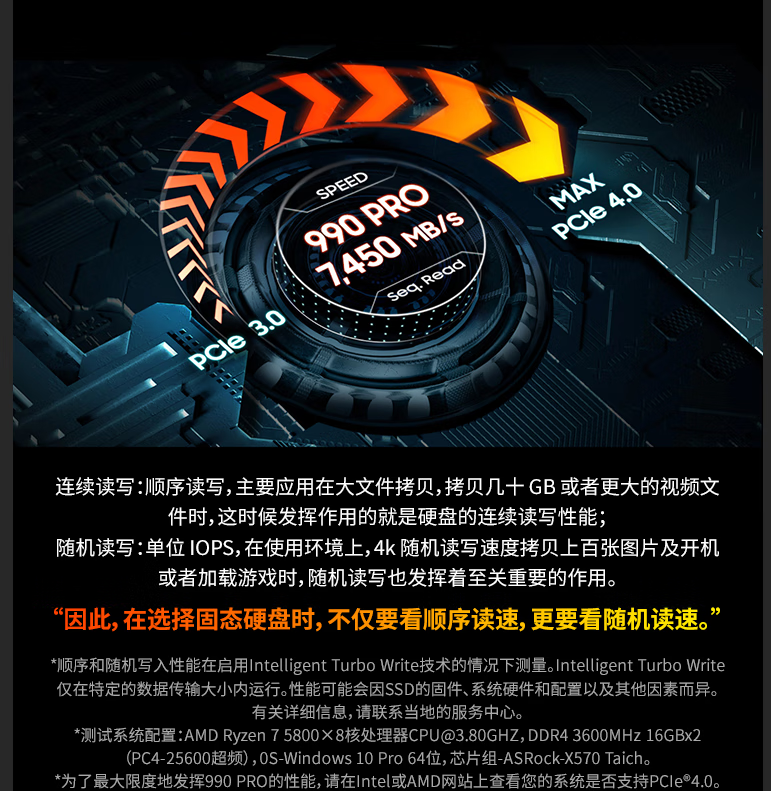 SPEED
990 PRO
7,450 MB/s
Seq. Read
MAX
PCIe 4.0
PCIe 3.0
连续读写：顺序读写，主要应用在大文件拷贝，拷贝几十 GB 或者更大的视频文
件时，这时候发挥作用的就是硬盘的连续读写性能；
随机读写：单位 IOPS，在使用环境上，4k 随机读写速度拷贝上百张图片及开机
或者加载游戏时，随机读写也发挥着至关重要的作用。
“因此，在选择固态硬盘时，不仅要看顺序读速，更要看随机读速。”
*顺序和随机写入性能在启用Intelligent Turbo Write技术的情况下测量。Intelligent Turbo Write
仅在特定的数据传输大小内运行。性能可能会因SSD的固件、系统硬件和配置以及其他因素而异。
有关详细信息，请联系当地的服务中心。
*测试系统配置：AMD Ryzen 7 5800×8核处理器CPU@3.80GHZ，DDR4 3600MHz 16GBx2
（PC4-25600超频），0S-Windows 10 Pro 64位，芯片组-ASRock-X570 Taich。
*为了最大限度地发挥990 PRO的性能，请在Intel或AMD网站上查看您的系统是否支持PCIe®4.0。